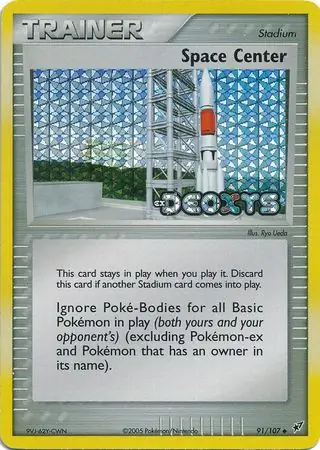 TRAINER
Stadium
Space Center
ex DEOXYS
Illus. Ryo Ueda
This card stays in play when you play it. Discard
this card if another Stadium card comes into play.
Ignore Poké-Bodies for all Basic
Pokémon in play (both yours and your
opponent's) (excluding Pokémon-ex
and Pokémon that has an owner in
its name).
9VJ-62Y-CWN
©2005 Pokémon/Nintendo
91/107